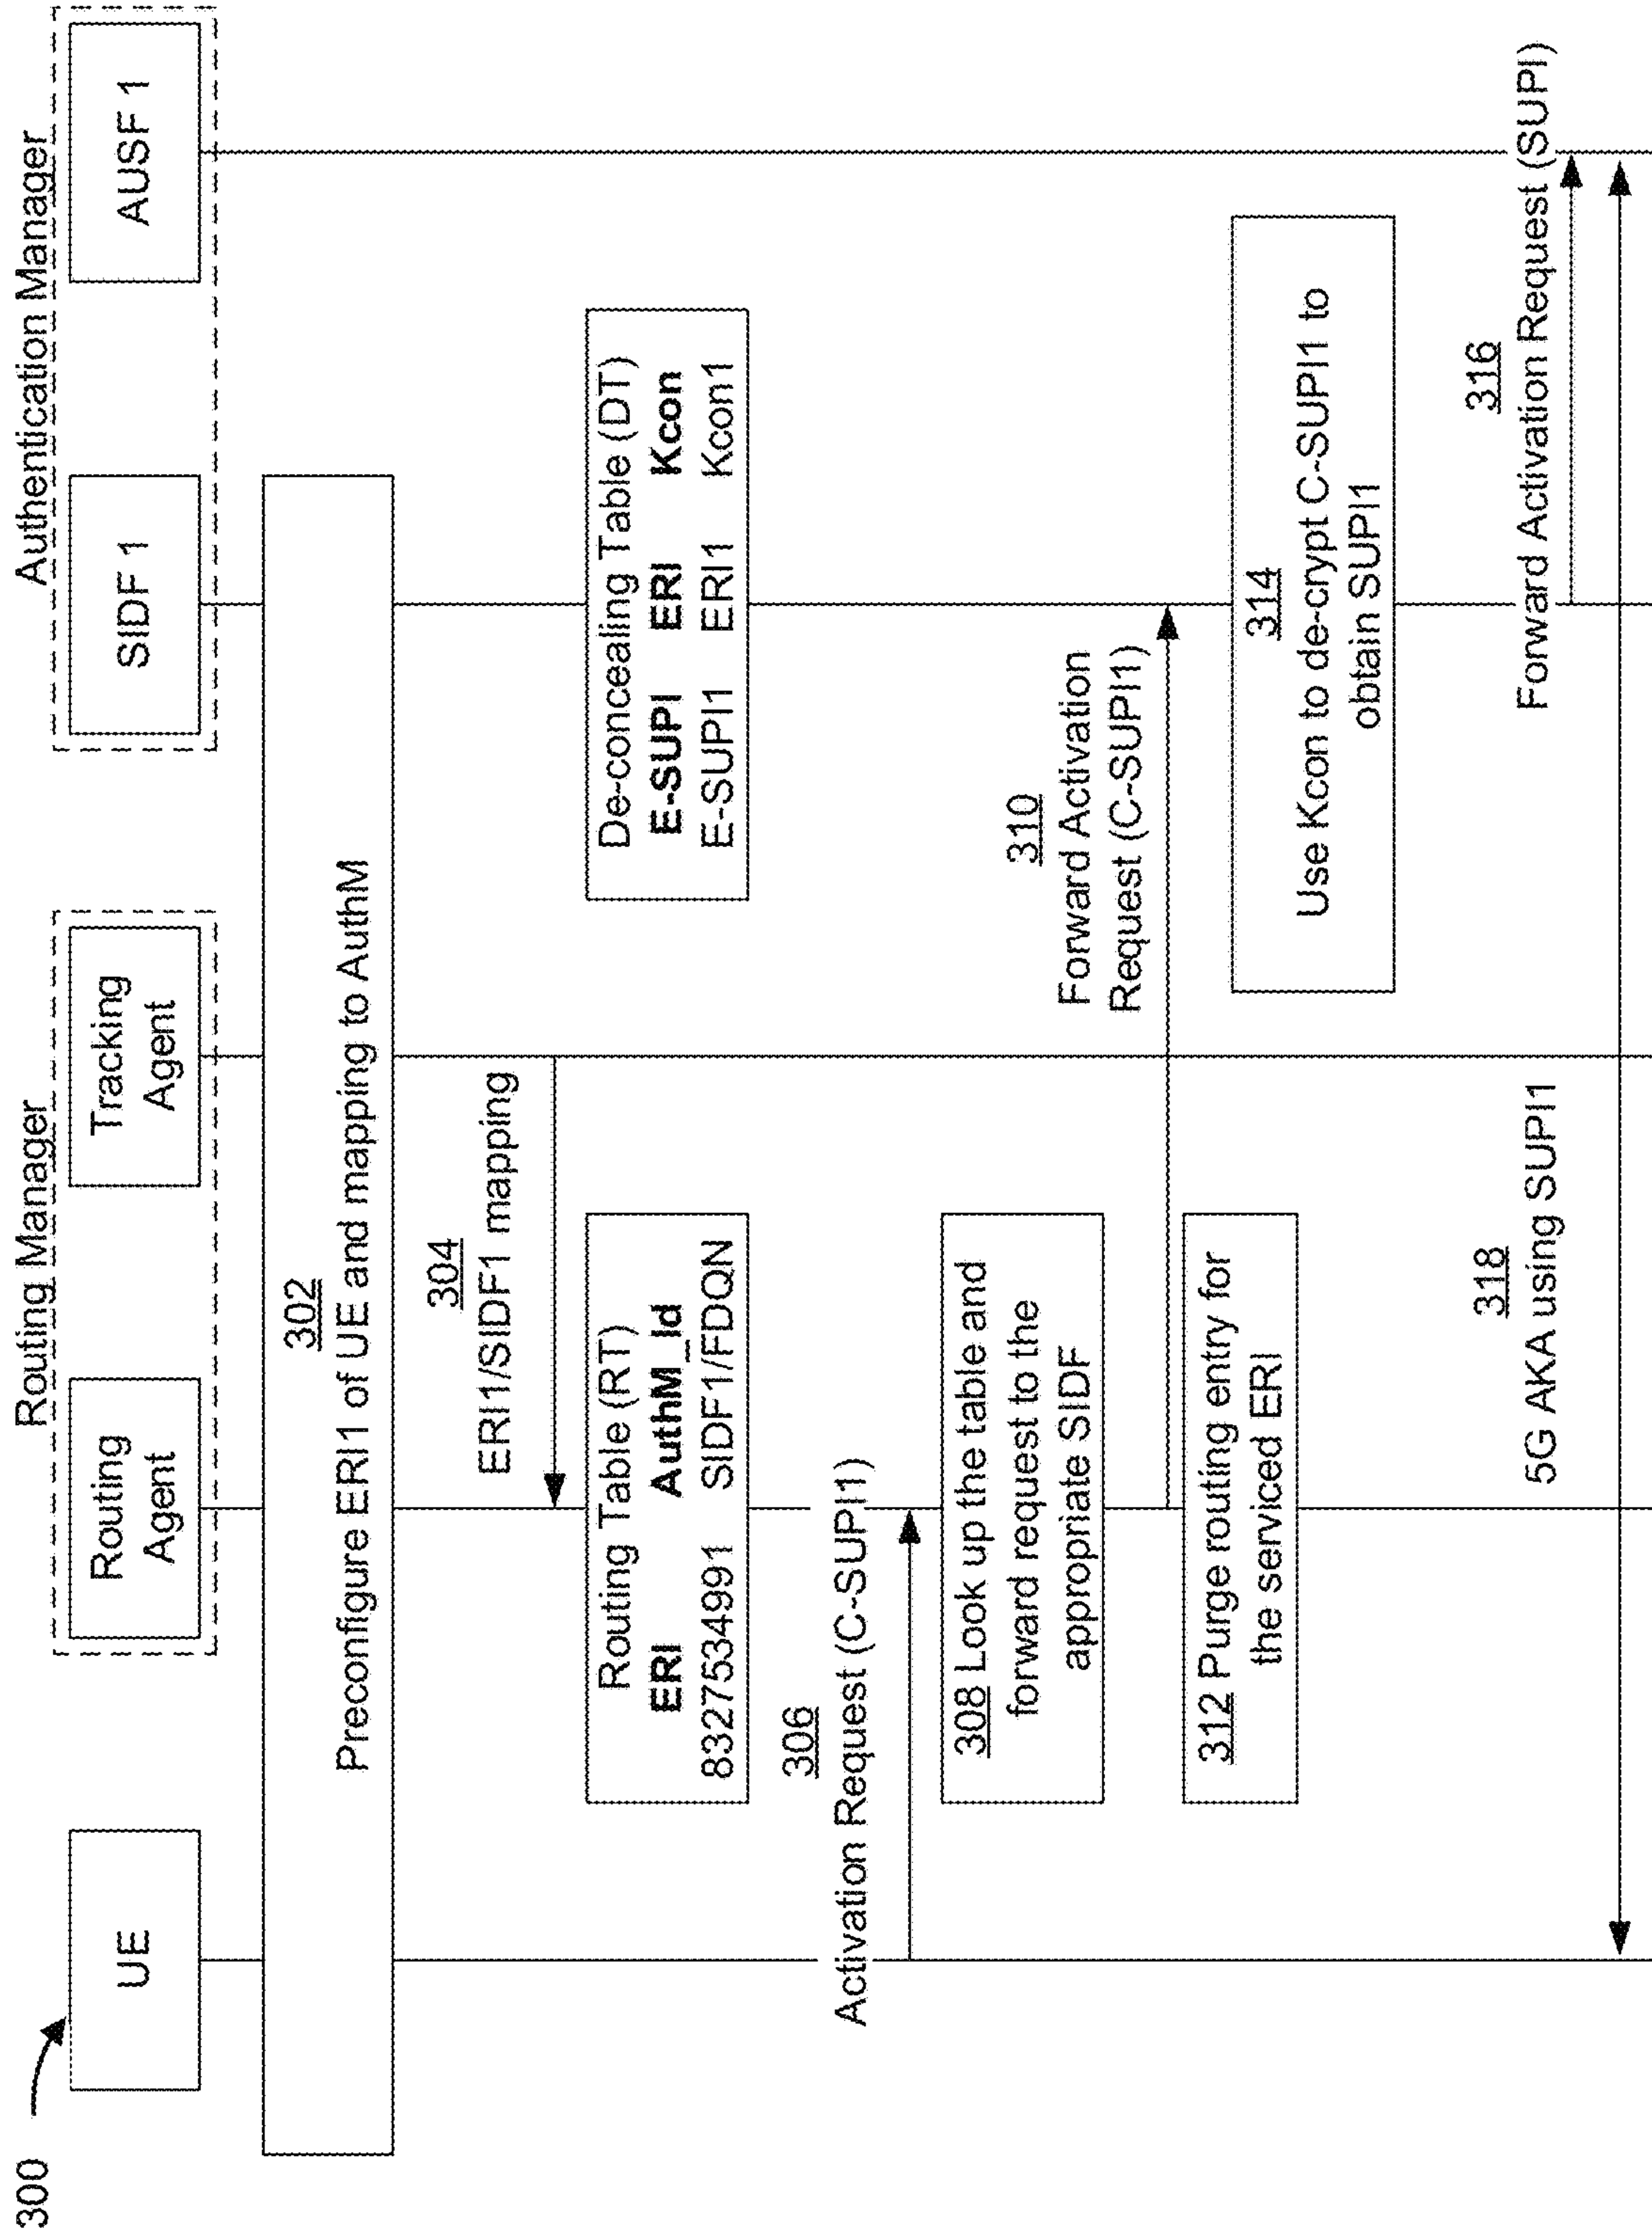 300
Routing Manager
Authentication Manager
UE
Routing
Agent
Tracking
Agent
SIDF 1
AUSF 1
302
Preconfigure ERI1 of UE and mapping to AuthM
304
ERI1/SIDF1 mapping
Routing Table (RT)
ERI AuthM_Id
8327534991 SIDF1/FDQN
De-concealing Table (DT)
E-SUPI ERI Kcon
E-SUPI1 ERI1 Kcon1
306
Activation Request (C-SUPI1)
308 Look up the table and
forward request to the
appropriate SIDF
310
Forward Activation
Request (C-SUPI1)
312 Purge routing entry for
the serviced ERI
314
Use Kcon to de-crypt C-SUPI1 to
obtain SUPI1
316
Forward Activation Request (SUPI)
318
5G AKA using SUPI1